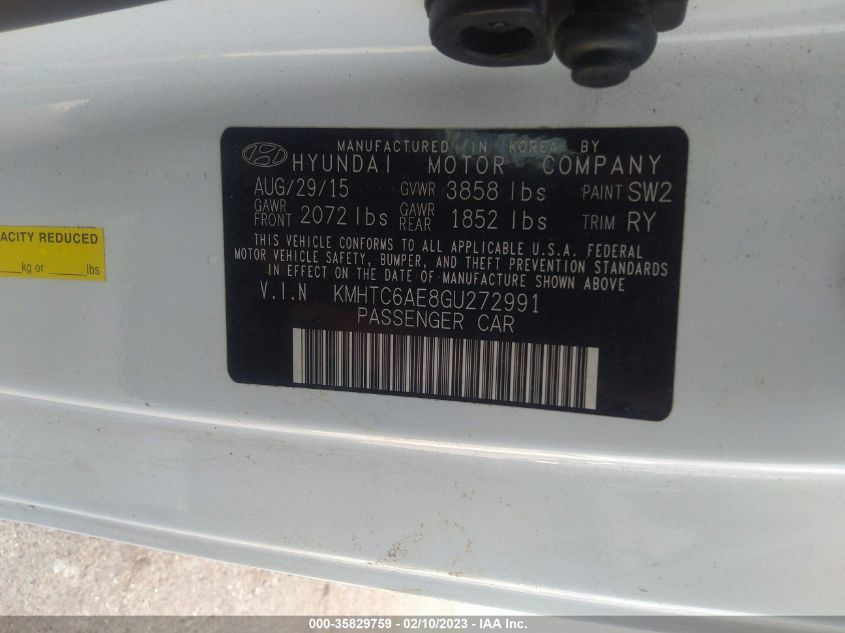 MANUFACTURED IN KOREA BY
HYUNDAI MOTOR COMPANY
AUG/29/15 GVWR 3858 lbs PAINT SW2
GAWR FRONT 2072 lbs GAWR REAR 1852 lbs TRIM RY
THIS VEHICLE CONFORMS TO ALL APPLICABLE U.S.A. FEDERAL
MOTOR VEHICLE SAFETY, BUMPER, AND THEFT PREVENTION STANDARDS
IN EFFECT ON THE DATE OF MANUFACTURE SHOWN ABOVE
V.I.N KMHTC6AE8GU272991
PASSENGER CAR
ACITY REDUCED
kg or lbs
000-35829759 - 02/10/2023 - IAA Inc.